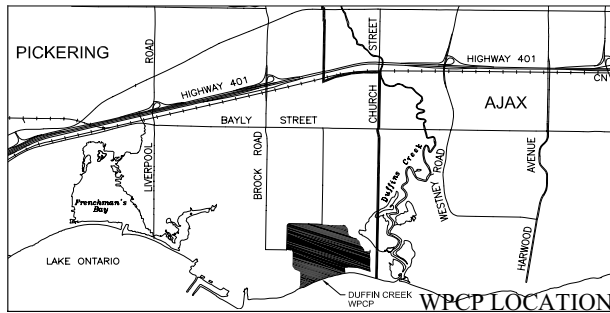 PICKERING
ROAD
STREET
HIGHWAY 401
HIGHWAY 401
CN
AJAX
CHURCH
BAYLY STREET
Duffins Creek
WESTNEY ROAD
AVENUE
LIVERPOOL
BROCK ROAD
Frenchman's
Bay
HARWOOD
LAKE ONTARIO
DUFFIN CREEK
WPCP
WPCP LOCATION